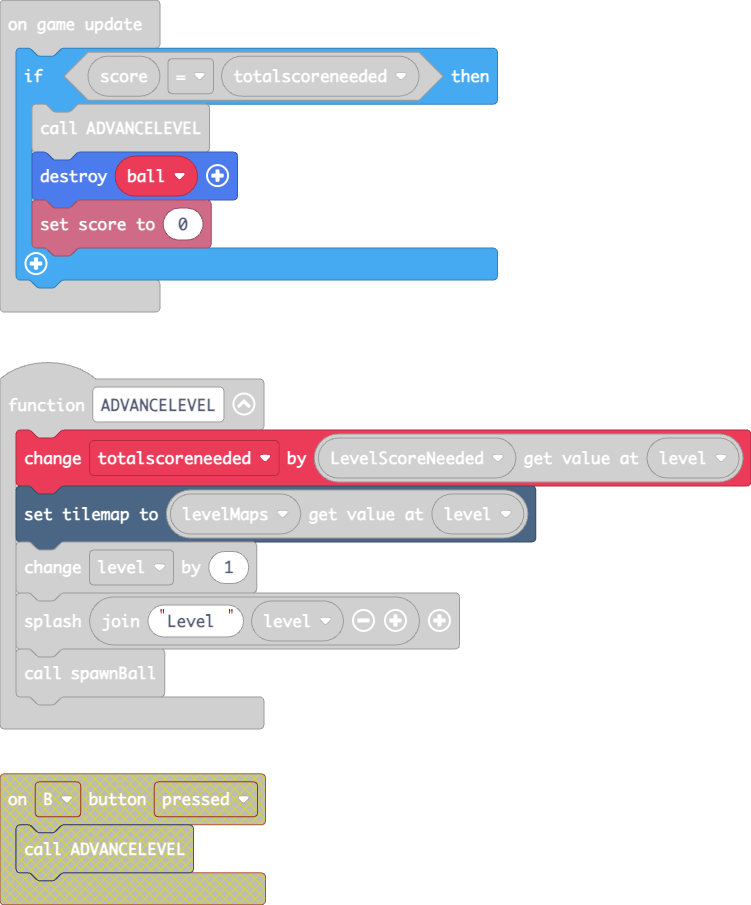 on game update
if score = totalscoreneeded then
call ADVANCELEVEL
destroy ball
set score to 0
function ADVANCELEVEL
change totalscoreneeded by LevelScoreNeeded get value at level
set tilemap to levelMaps get value at level
change level by 1
splash join "Level " level
call spawnBall
on B button pressed
call ADVANCELEVEL